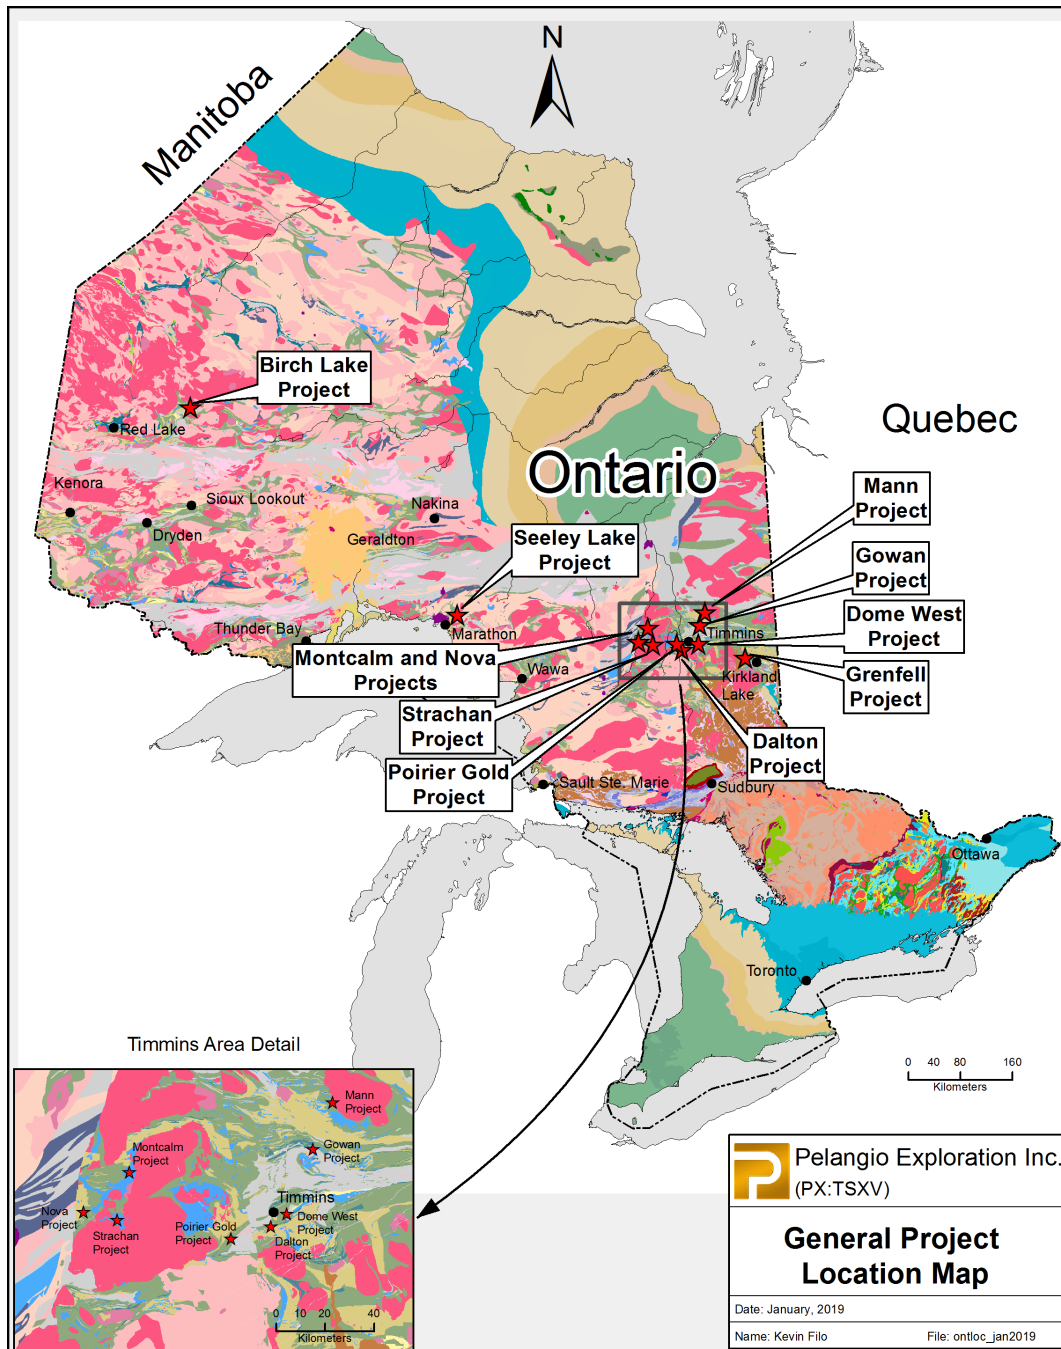 N
Manitoba
Birch Lake
Project
Red Lake
Quebec
Ontario
Kenora
Sioux Lookout
Nakina
Dryden
Geraldton
Seeley Lake
Project
Mann
Project
Gowan
Project
Dome West
Project
Thunder Bay
Marathon
Timmins
Montcalm and Nova
Projects
Wawa
Kirkland
Lake
Grenfell
Project
Strachan
Project
Dalton
Project
Poirier Gold
Project
Sault Ste. Marie
Sudbury
Ottawa
Toronto
0 40 80 160
Kilometers
Timmins Area Detail
Mann
Project
Gowan
Project
Montcalm
Project
Nova
Project
Strachan
Project
Timmins
Poirier Gold
Project
Dome West
Project
Dalton
Project
0 10 20 40
Kilometers
Pelangio Exploration Inc.
(PX:TSXV)
General Project
Location Map
Date: January, 2019
Name: Kevin Filo File: ontloc_jan2019